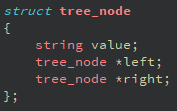 struct tree_node
{
    string value;
    tree_node *left;
    tree_node *right;
};